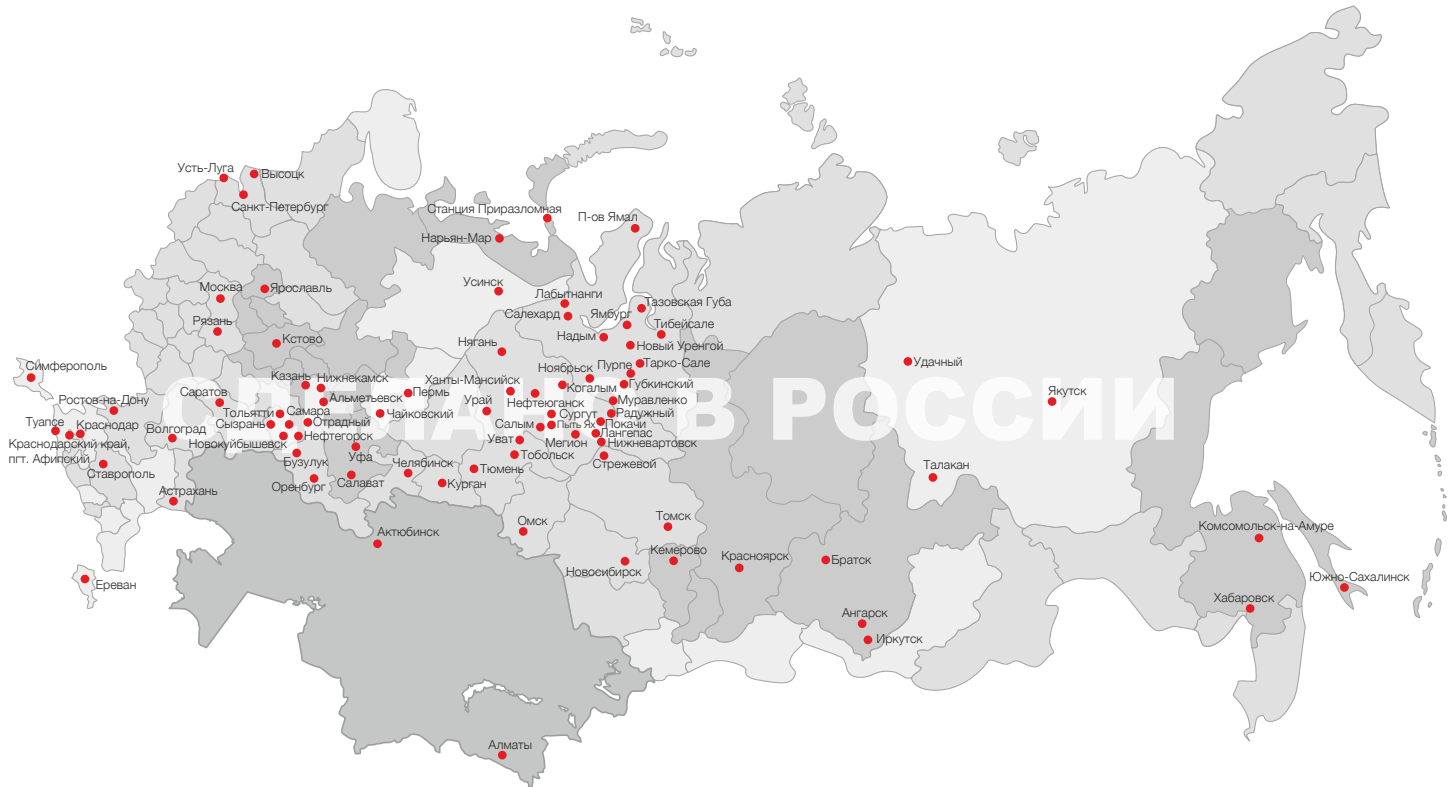 Усть-Луга
Высоцк
Санкт-Петербург
Станция Приразломная
П-ов Ямал
Нарьян-Мар
Усинск
Москва
Ярославль
Лабытнанги
Салехард
Ямбург
Тазовская Губа
Тибейсале
Рязань
Кстово
Нягань
Надым
Новый Уренгой
Удачный
Симферополь
Казань
Нижнекамск
Ханты-Мансийск
Ноябрьск
Пурпе
Тарко-Сале
Губкинский
Якутск
СДЕЛАНО В РОССИИ
Ростов-на-Дону
Саратов
Альметьевск
Пермь
Урай
Нефтеюганск
Когалым
Муравленко
Туапсе
Краснодар
Тольятти
Самара
Чайковский
Сургут
Радужный
Краснодарский край,
пгт. Афипский
Волгоград
Сызрань
Отрадный
Салым
Пыть Ях
Покачи
Лангепас
Новокуйбышевск
Нефтегорск
Уват
Мегион
Нижневартовск
Ставрополь
Бузулук
Уфа
Челябинск
Тобольск
Стрежевой
Астрахань
Оренбург
Салават
Курган
Тюмень
Талакан
Актюбинск
Омск
Томск
Комсомольск-на-Амуре
Новосибирск
Кемерово
Красноярск
Братск
Ереван
Южно-Сахалинск
Хабаровск
Ангарск
Иркутск
Алматы